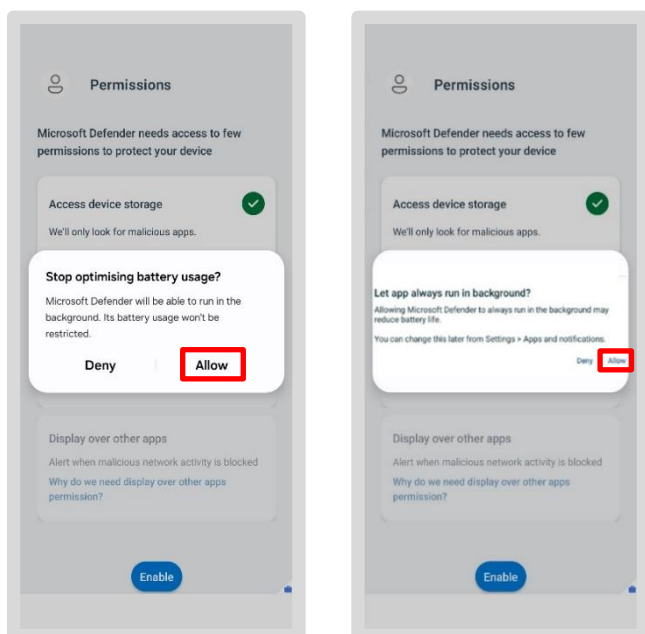 Permissions
Microsoft Defender needs access to few
permissions to protect your device
Access device storage
We'll only look for malicious apps.
Stop optimising battery usage?
Microsoft Defender will be able to run in the
background. Its battery usage won't be
restricted.
Deny
Allow
Display over other apps
Alert when malicious network activity is blocked
Why do we need display over other apps
permission?
Enable
Permissions
Microsoft Defender needs access to few
permissions to protect your device
Access device storage
We'll only look for malicious apps.
Let app always run in background?
Allowing Microsoft Defender to always run in the background may
reduce battery life.
You can change this later from Settings > Apps and notifications.
Deny
Allow
Display over other apps
Alert when malicious network activity is blocked
Why do we need display over other apps
permission?
Enable